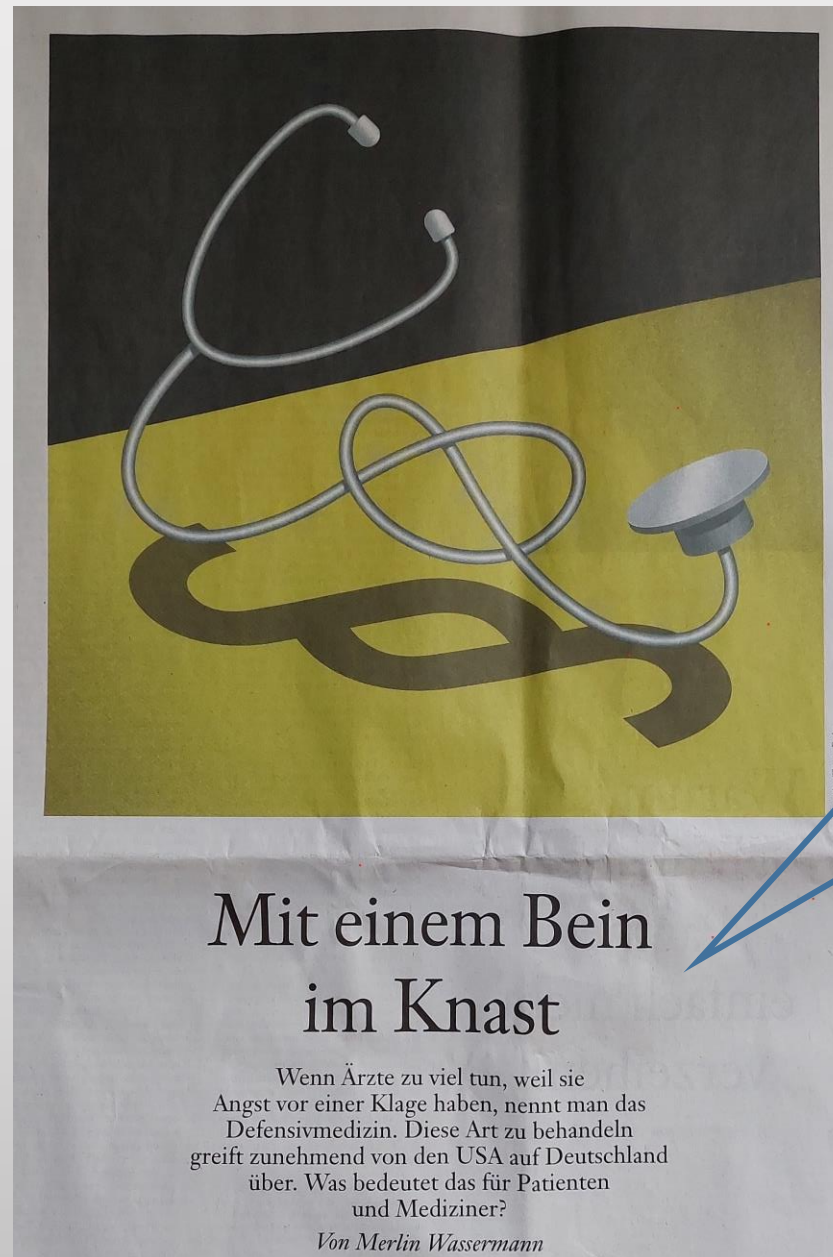 Mit einem Bein
im Knast
Wenn Ärzte zu viel tun, weil sie
Angst vor einer Klage haben, nennt man das
Defensivmedizin. Diese Art zu behandeln
greift zunehmend von den USA auf Deutschland
über. Was bedeutet das für Patienten
und Mediziner?
Von Merlin Wassermann